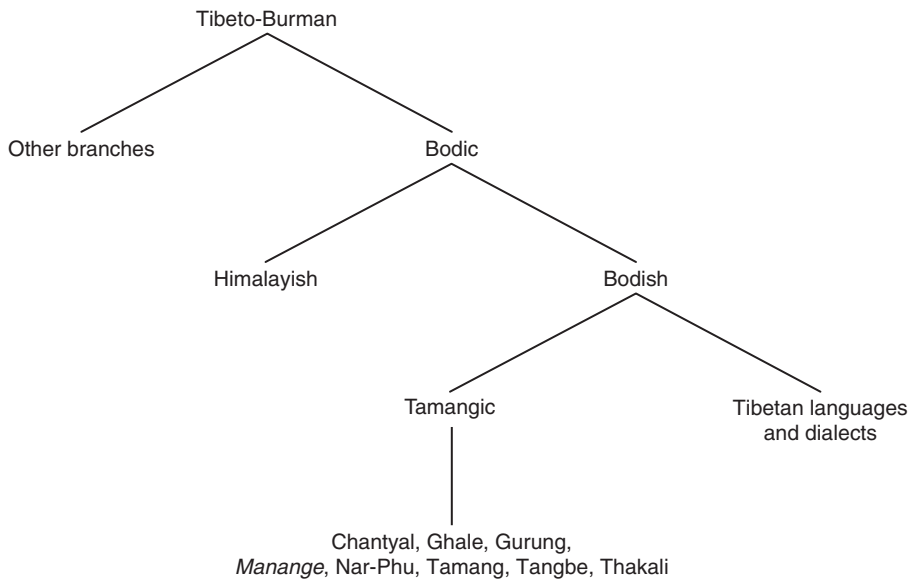 Tibeto-Burman
Other branches
Bodic
Himalayish
Bodish
Tamangic
Tibetan languages
and dialects
Chantyal, Ghale, Gurung,
Manange, Nar-Phu, Tamang, Tangbe, Thakali